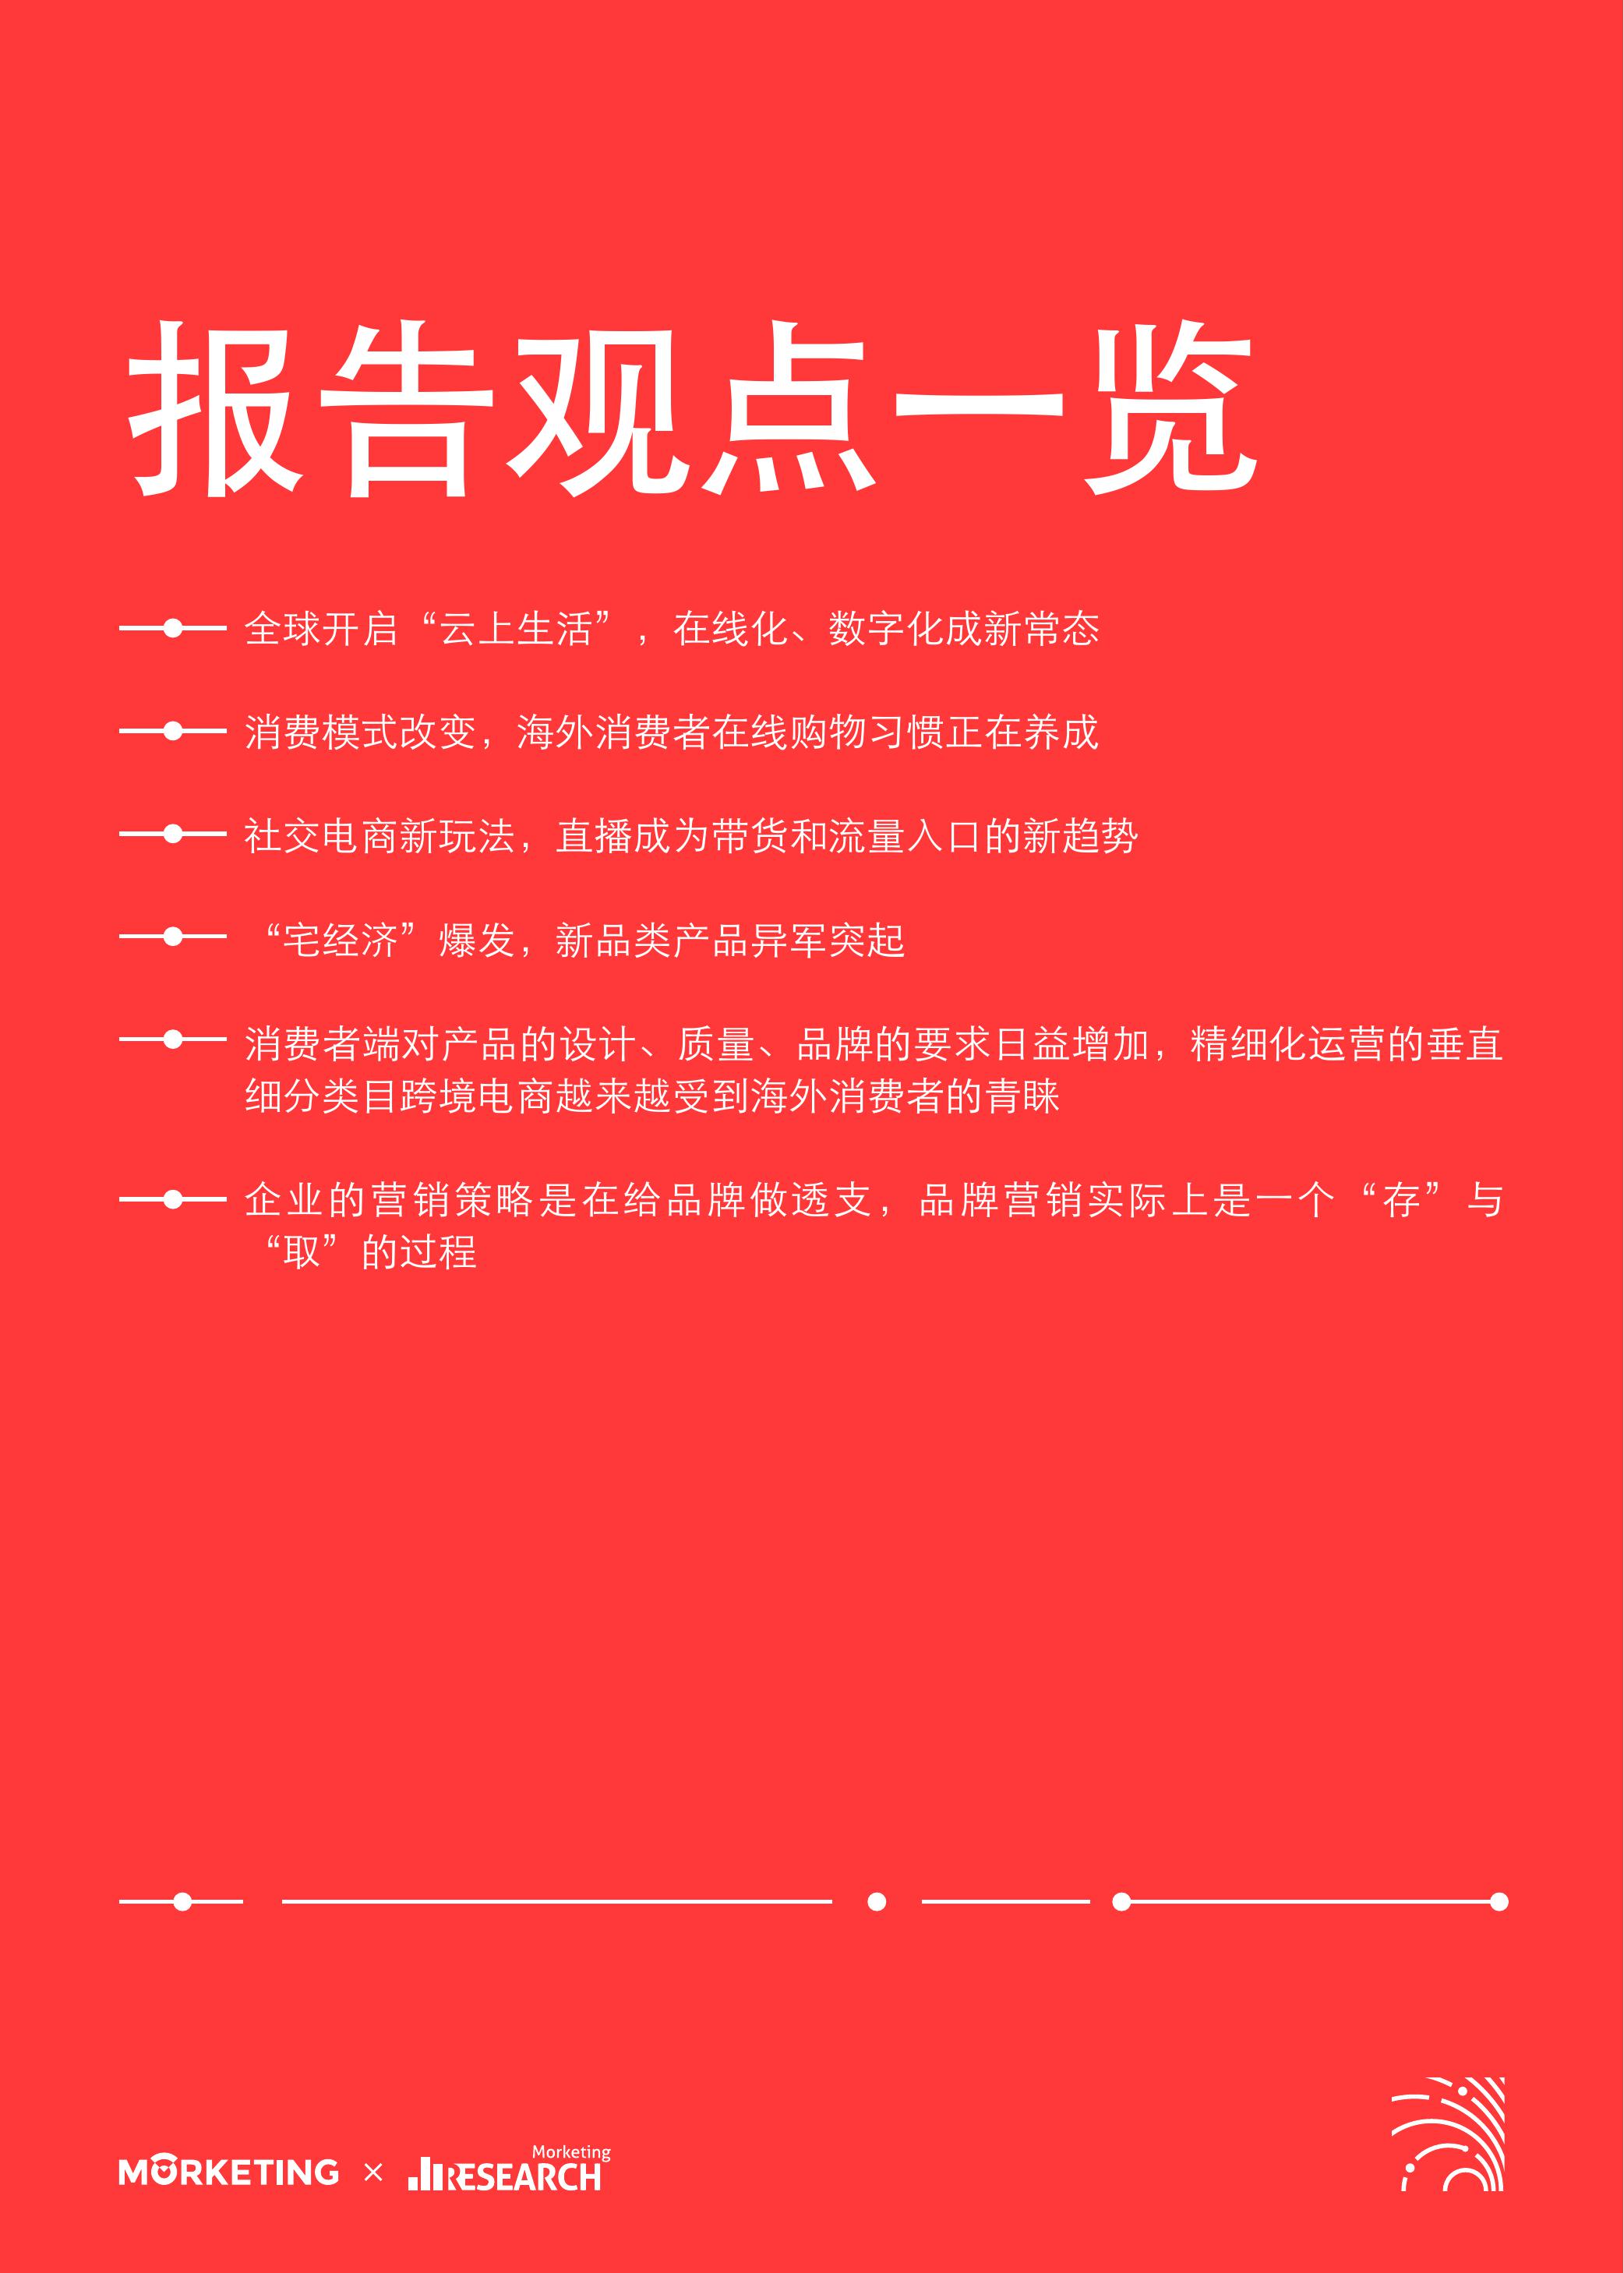 报告观点一览
全球开启“云上生活”，在线化、数字化成新常态
消费模式改变，海外消费者在线购物习惯正在养成
社交电商新玩法，直播成为带货和流量入口的新趋势
“宅经济”爆发，新品类产品异军突起
消费者端对产品的设计、质量、品牌的要求日益增加，精细化运营的垂直
细分类目跨境电商越来越受到海外消费者的青睐
企业的营销策略是在给品牌做透支，品牌营销实际上是一个“存”与
“取”的过程
MORKETING × Morketing RESEARCH